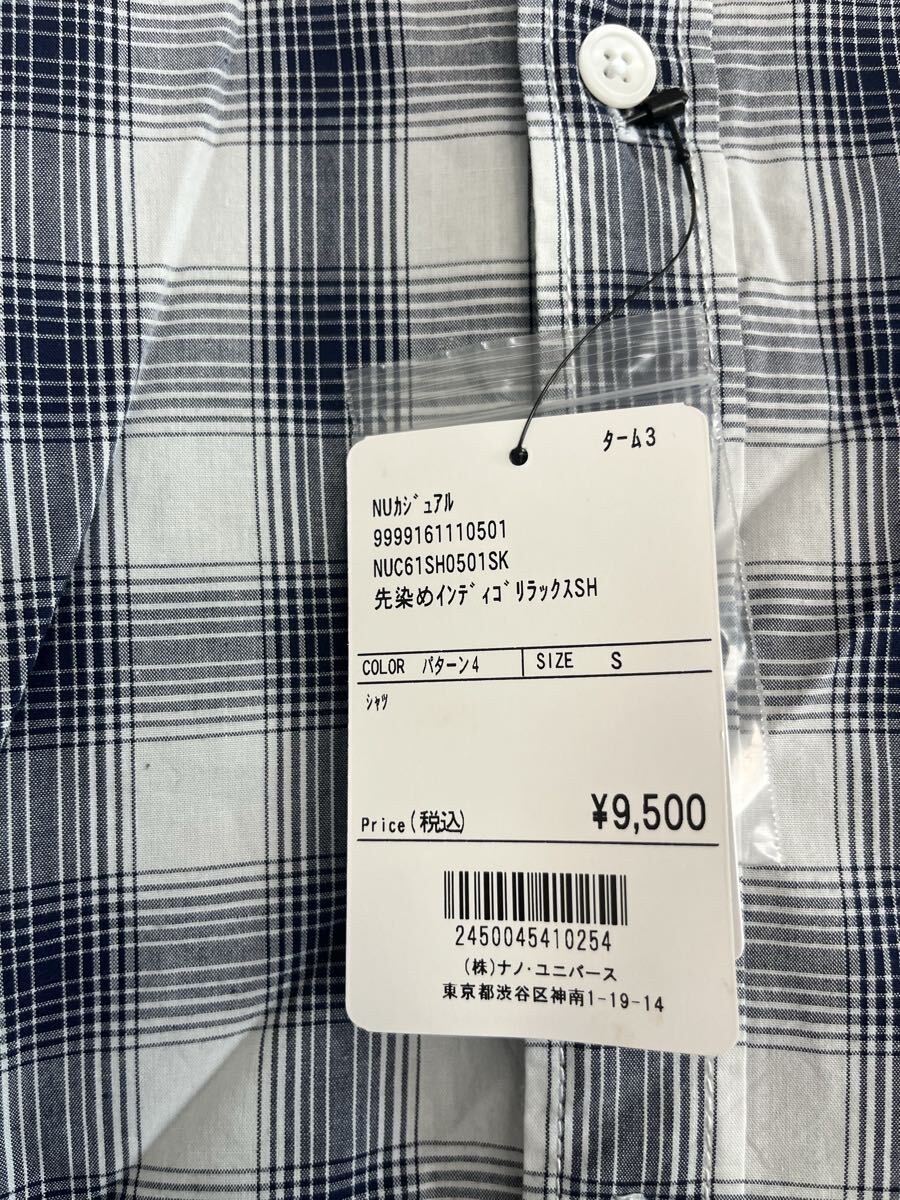 ターム3
NUｶｼﾞｭｱﾙ
9999161110501
NUC61SH0501SK
先染めｲﾝﾃﾞｨｺﾞﾘﾗｯｸｽSH
COLOR パターン4 SIZE S
ｼｬﾂ
Price(税込) ¥9,500
2450045410254
(株)ナノ・ユニバース
東京都渋谷区神南1-19-14